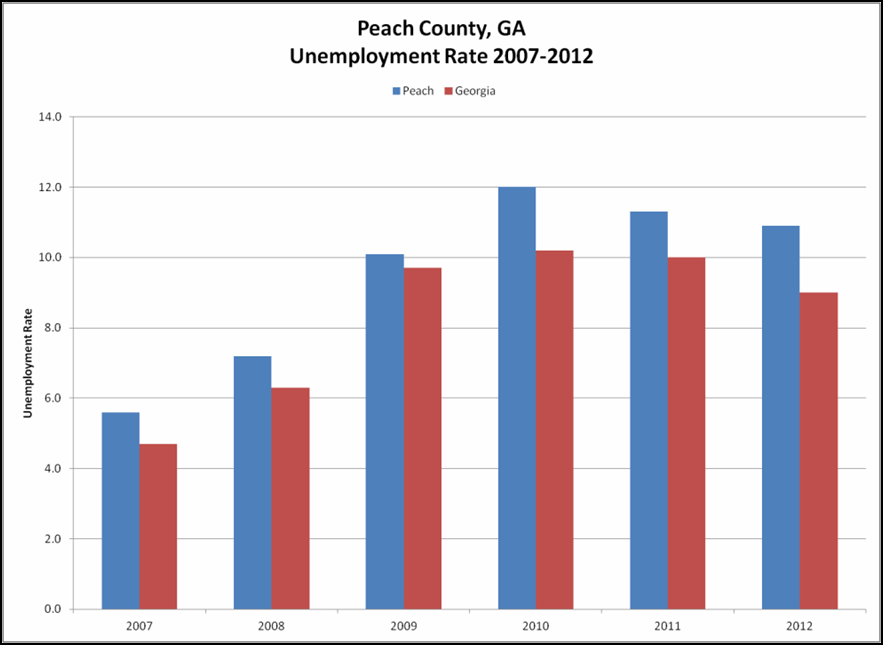 Peach County, GA
Unemployment Rate 2007-2012
Peach Georgia
14.0
12.0
10.0
8.0
6.0
4.0
2.0
0.0
Unemployment Rate
2007 2008 2009 2010 2011 2012